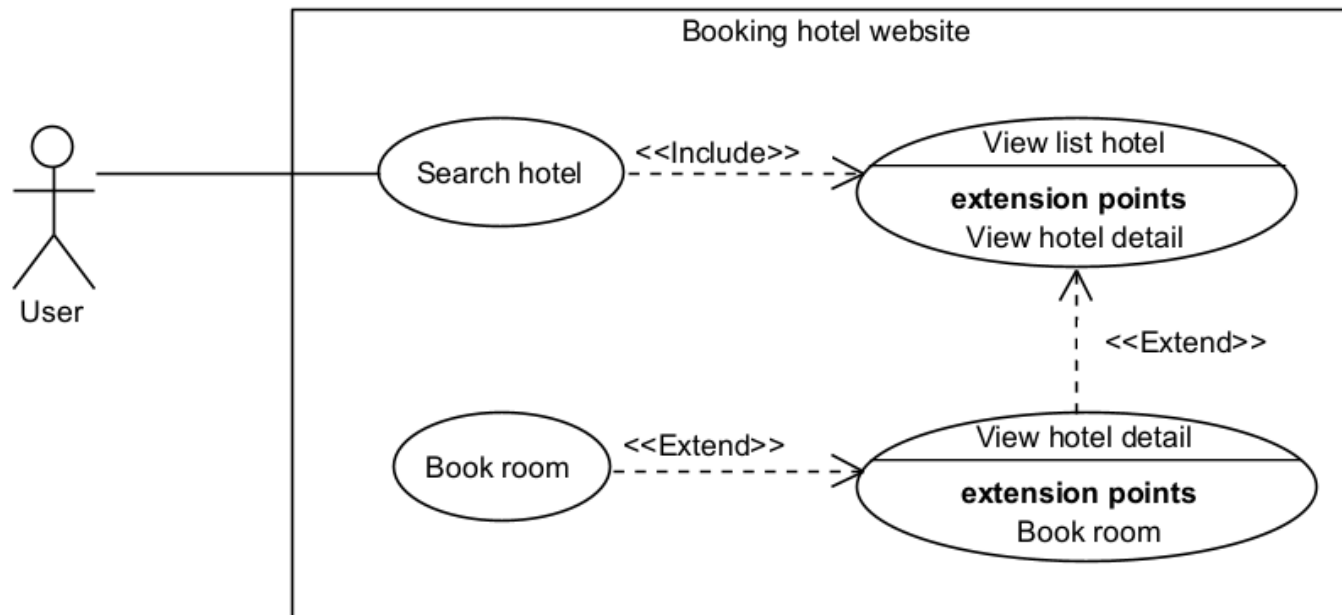 Booking hotel website
Search hotel
<<Include>>
View list hotel
extension points
View hotel detail
User
<<Extend>>
Book room
<<Extend>>
View hotel detail
extension points
Book room